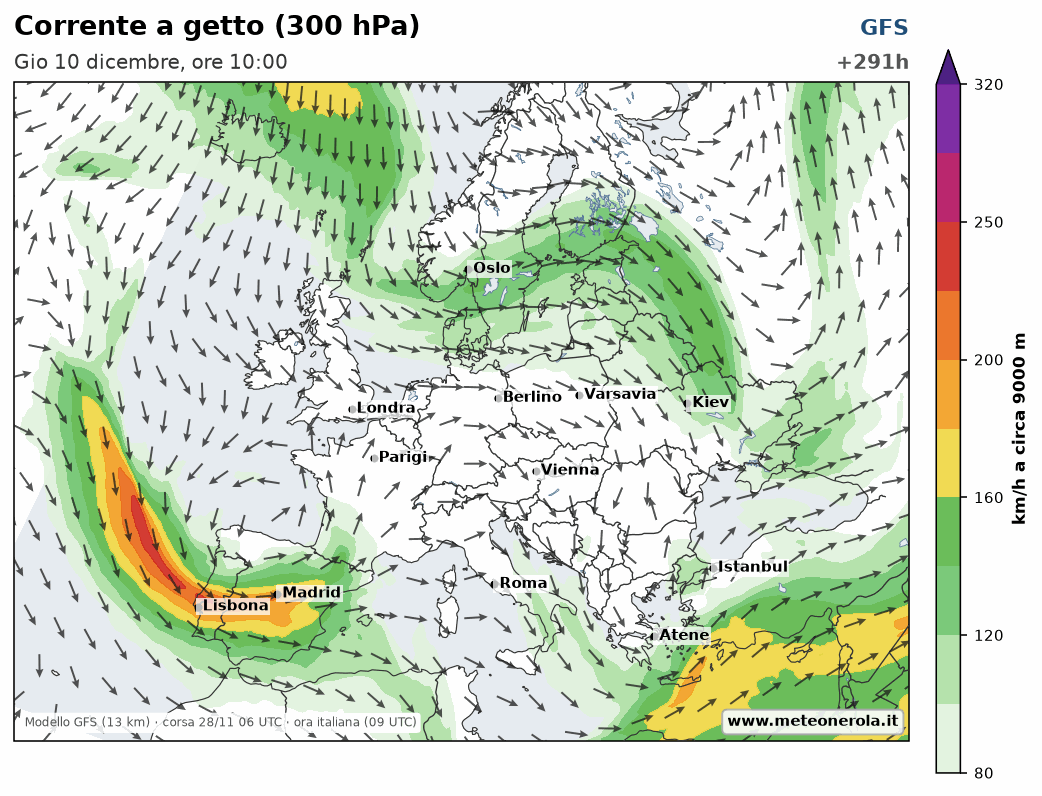 Corrente a getto (300 hPa)
GFS
Gio 10 dicembre, ore 10:00
+291h
320
250
200
160
120
80
km/h a circa 9000 m
Oslo
Londra
Berlino
Varsavia
Kiev
Parigi
Vienna
Istanbul
Roma
Madrid
Lisbona
Atene
Modello GFS (13 km) · corsa 28/11 06 UTC · ora italiana (09 UTC)
www.meteonerola.it